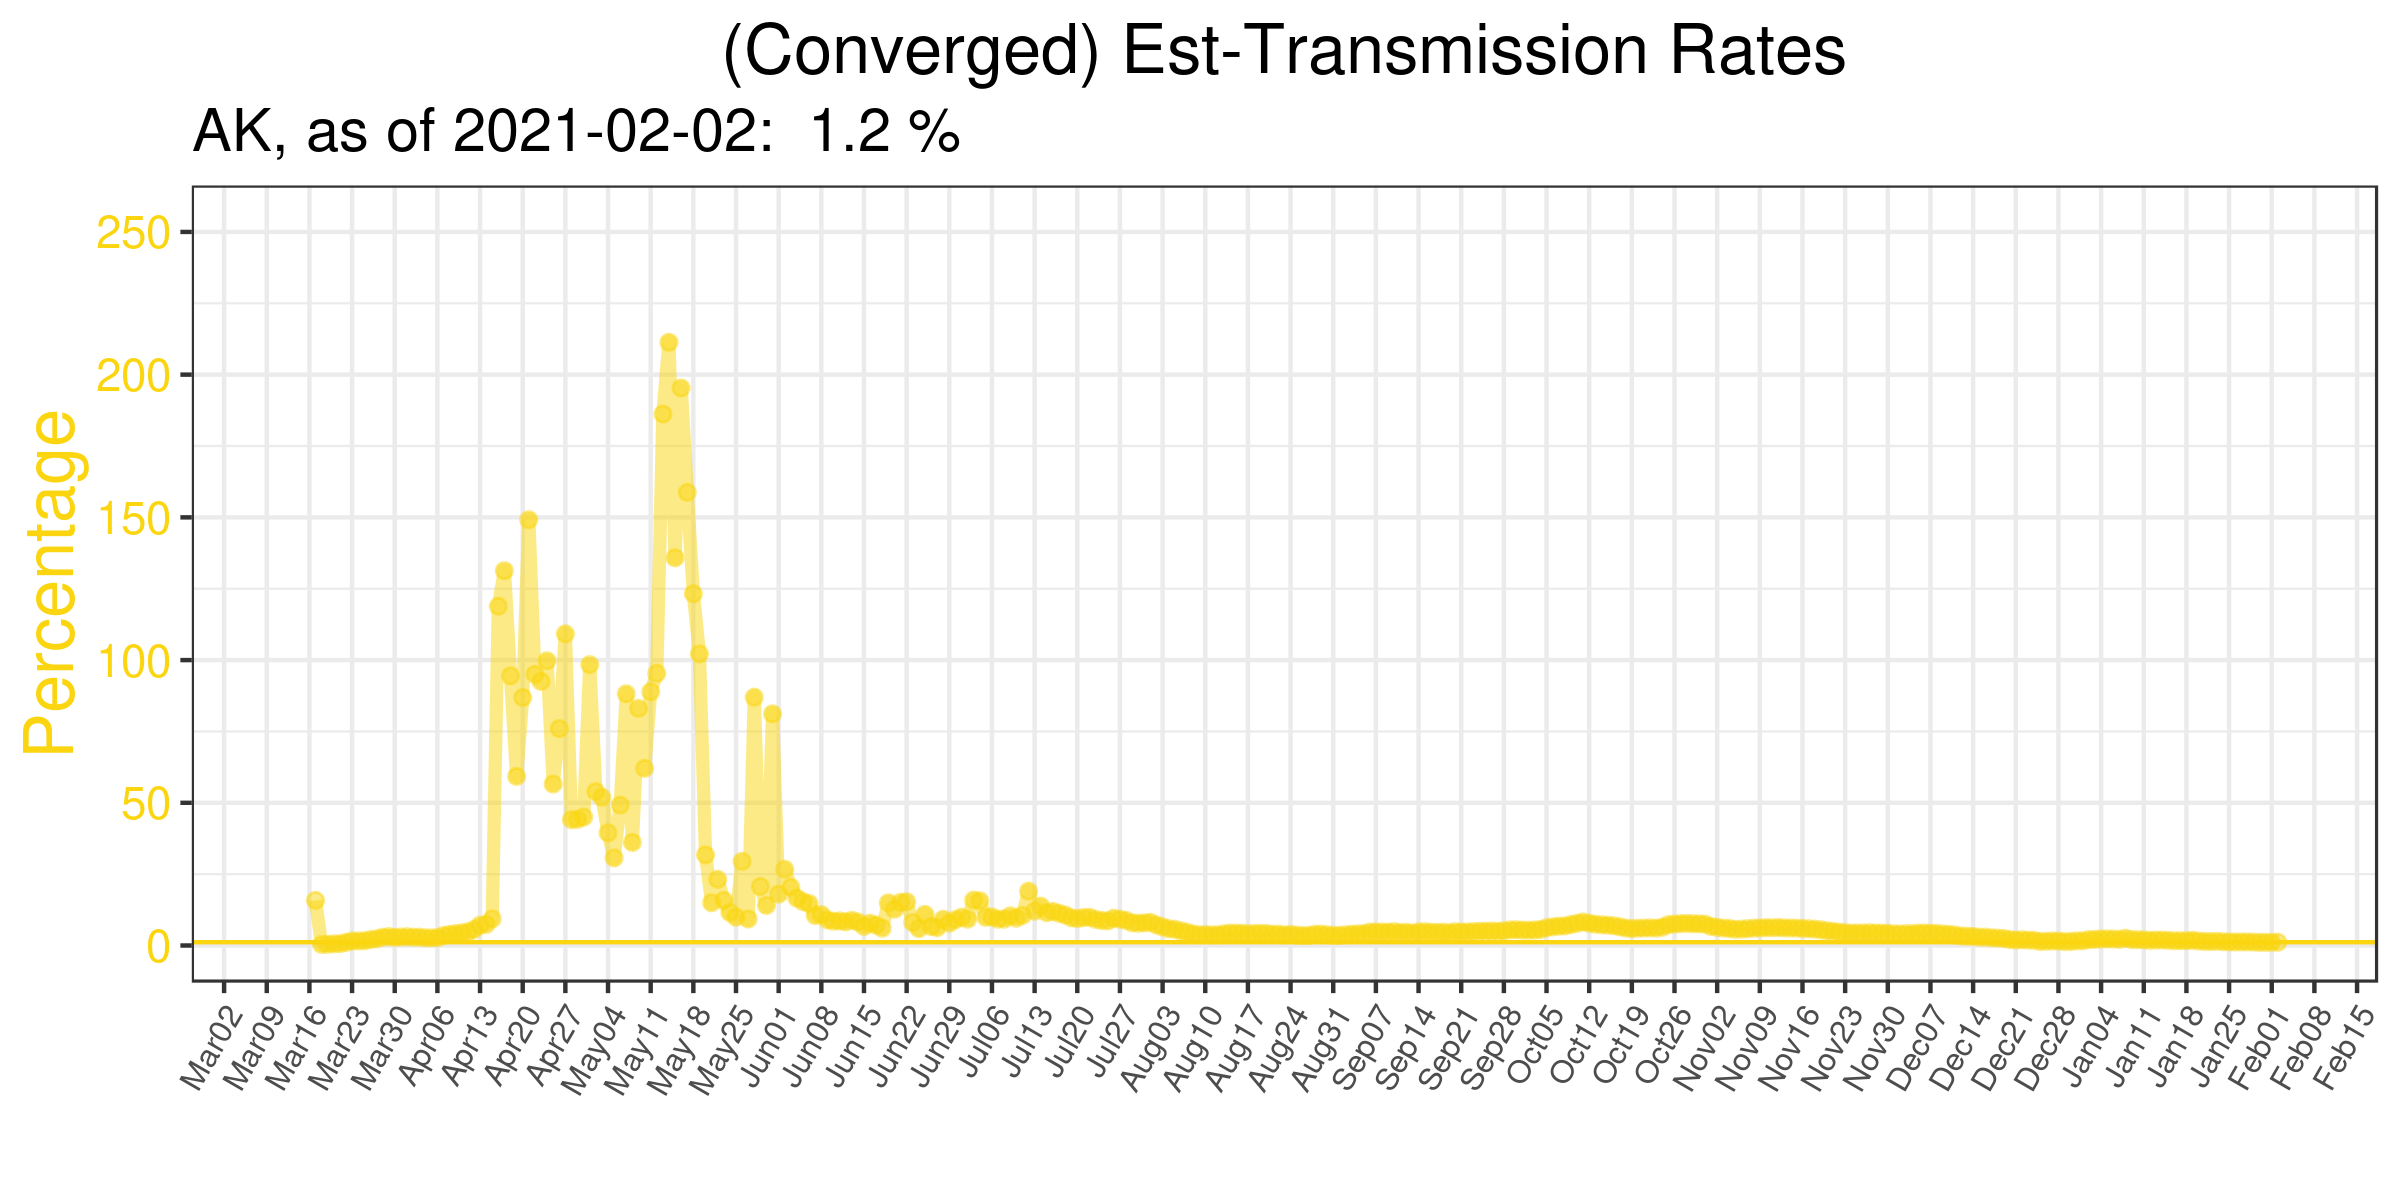 (Converged) Est-Transmission Rates
AK, as of 2021-02-02:  1.2 %
Percentage
250
200
150
100
50
0
Mar02
Mar09
Mar16
Mar23
Mar30
Apr06
Apr13
Apr20
Apr27
May04
May11
May18
May25
Jun01
Jun08
Jun15
Jun22
Jun29
Jul06
Jul13
Jul20
Jul27
Aug03
Aug10
Aug17
Aug24
Aug31
Sep07
Sep14
Sep21
Sep28
Oct05
Oct12
Oct19
Oct26
Nov02
Nov09
Nov16
Nov23
Nov30
Dec07
Dec14
Dec21
Dec28
Jan04
Jan11
Jan18
Jan25
Feb01
Feb08
Feb15